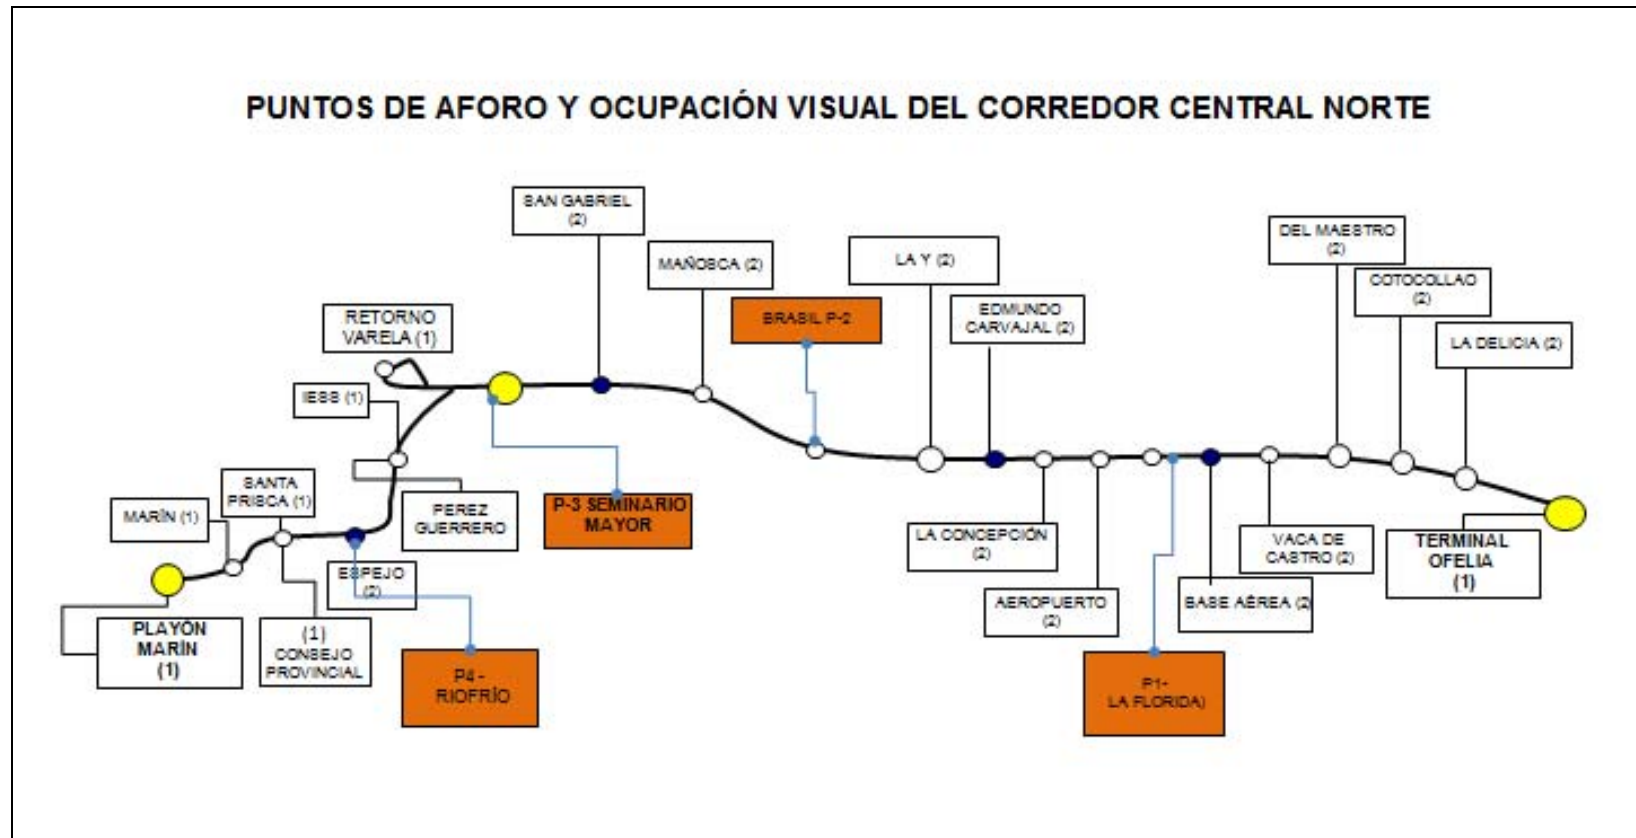 PUNTOS DE AFORO Y OCUPACIÓN VISUAL DEL CORREDOR CENTRAL NORTE
SAN GABRIEL
(2)
MAÑOSCA (2)
LA Y (2)
DEL MAESTRO
(2)
COTOCOLLAO
(2)
RETORNO
VARELA (1)
BRASIL P-2
EDMUNDO
CARVAJAL (2)
LA DELICIA (2)
IESS (1)
SANTA
PRISCA (1)
MARÍN (1)
PEREZ
GUERRERO
P-3 SEMINARIO
MAYOR
LA CONCEPCIÓN
(2)
VACA DE
CASTRO (2)
TERMINAL
OFELIA
(1)
ESPEJO
(2)
AEROPUERTO
(2)
BASE AÉREA (2)
PLAYÓN
MARÍN
(1)
(1)
CONSEJO
PROVINCIAL
P4 -
RIOFRÍO
P1-
LA FLORIDA)